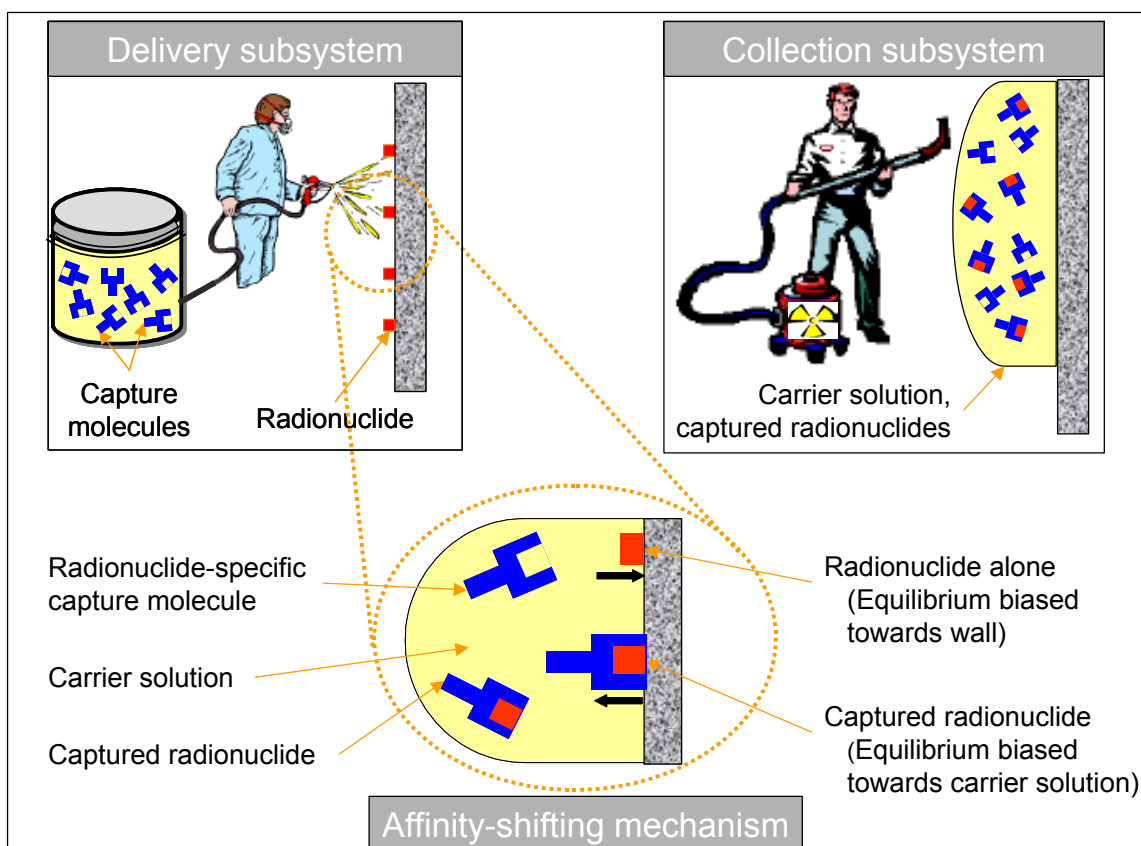 Delivery subsystem
Capture
molecules
Radionuclide
Collection subsystem
Carrier solution,
captured radionuclides
Radionuclide-specific
capture molecule
Carrier solution
Captured radionuclide
Radionuclide alone
(Equilibrium biased
towards wall)
Captured radionuclide
(Equilibrium biased
towards carrier solution)
Affinity-shifting mechanism